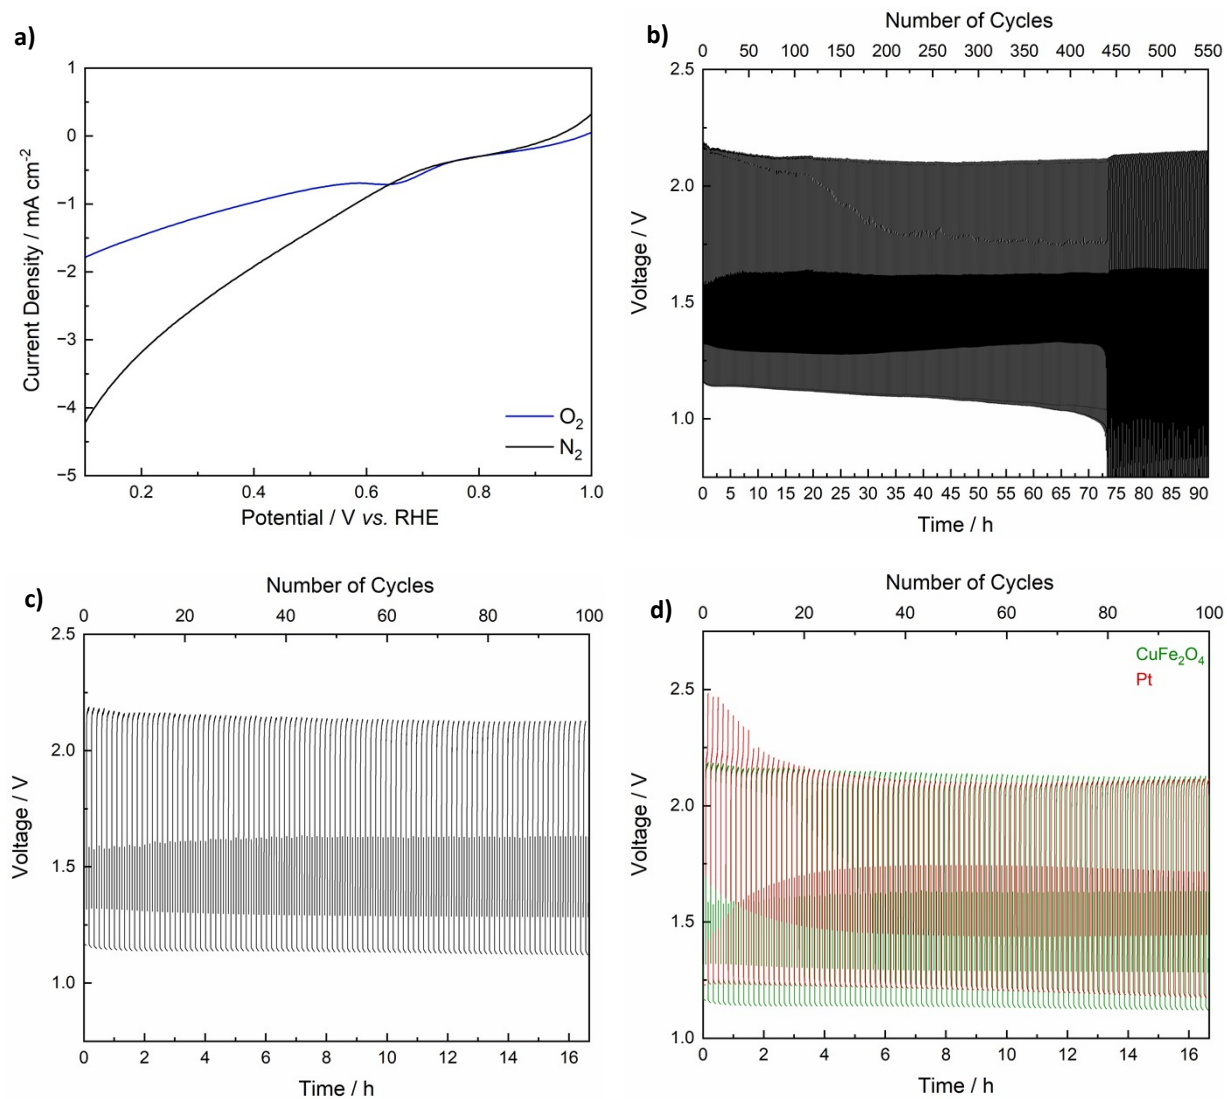 a)
1
0
−1
−2
−3
−4
−5
0.2 0.4 0.6 0.8 1.0
Current Density / mA cm⁻²
Potential / V vs. RHE
O₂
N₂
b)
Number of Cycles
0 50 100 150 200 250 300 350 400 450 500 550
2.5
2.0
1.5
1.0
Voltage / V
0 5 10 15 20 25 30 35 40 45 50 55 60 65 70 75 80 85 90
Time / h
c)
Number of Cycles
0 20 40 60 80 100
2.5
2.0
1.5
1.0
Voltage / V
0 2 4 6 8 10 12 14 16
Time / h
d)
Number of Cycles
0 20 40 60 80 100
CuFe₂O₄
Pt
2.5
2.0
1.5
1.0
Voltage / V
0 2 4 6 8 10 12 14 16
Time / h